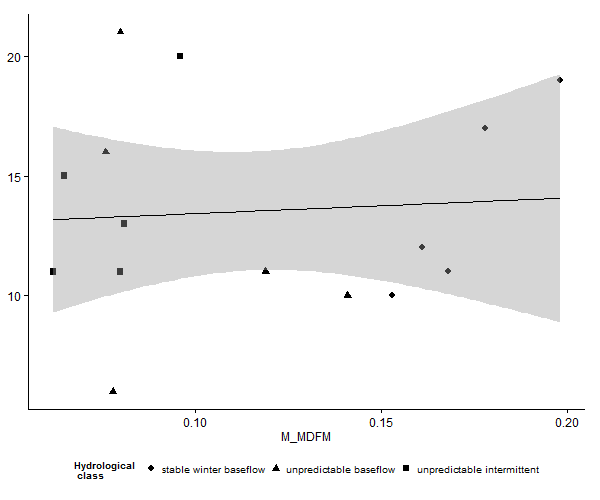 20
15
10
0.10 0.15 0.20
M_MDFM
Hydrological
class
stable winter baseflow unpredictable baseflow unpredictable intermittent